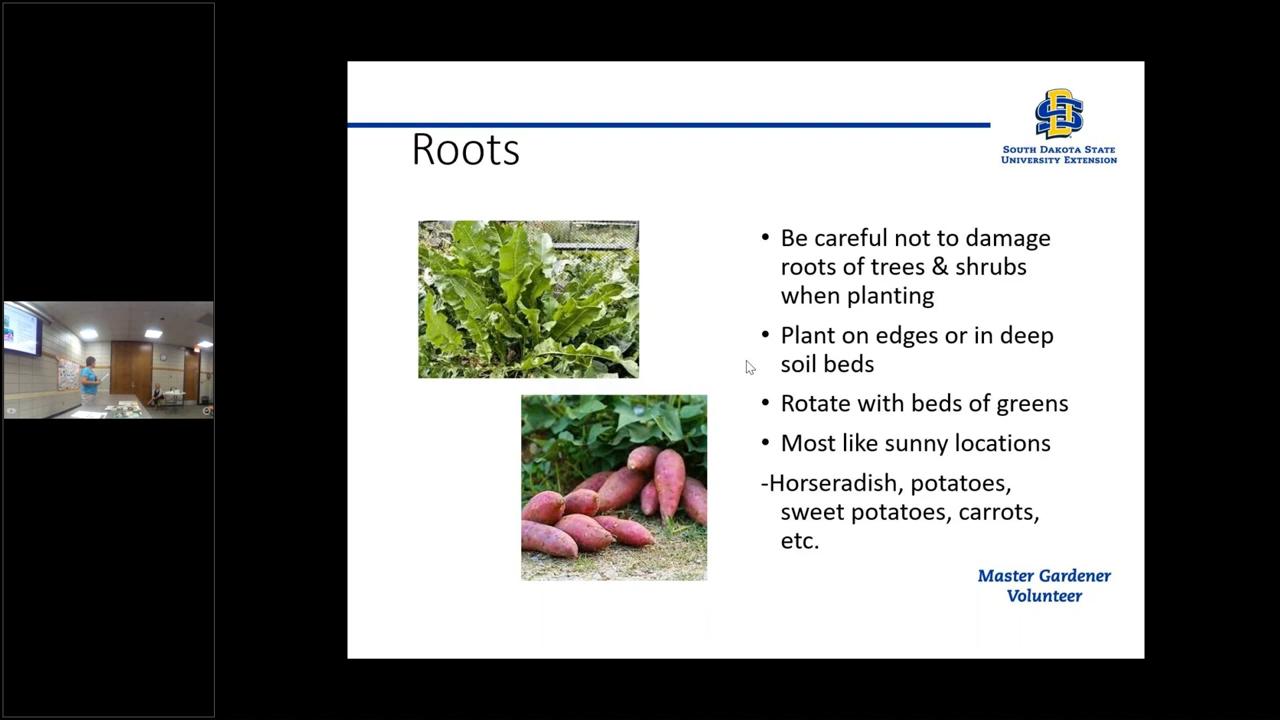 SOUTH DAKOTA STATE
UNIVERSITY EXTENSION
Roots
• Be careful not to damage
roots of trees & shrubs
when planting
• Plant on edges or in deep
soil beds
• Rotate with beds of greens
• Most like sunny locations
-Horseradish, potatoes,
sweet potatoes, carrots,
etc.
Master Gardener
Volunteer